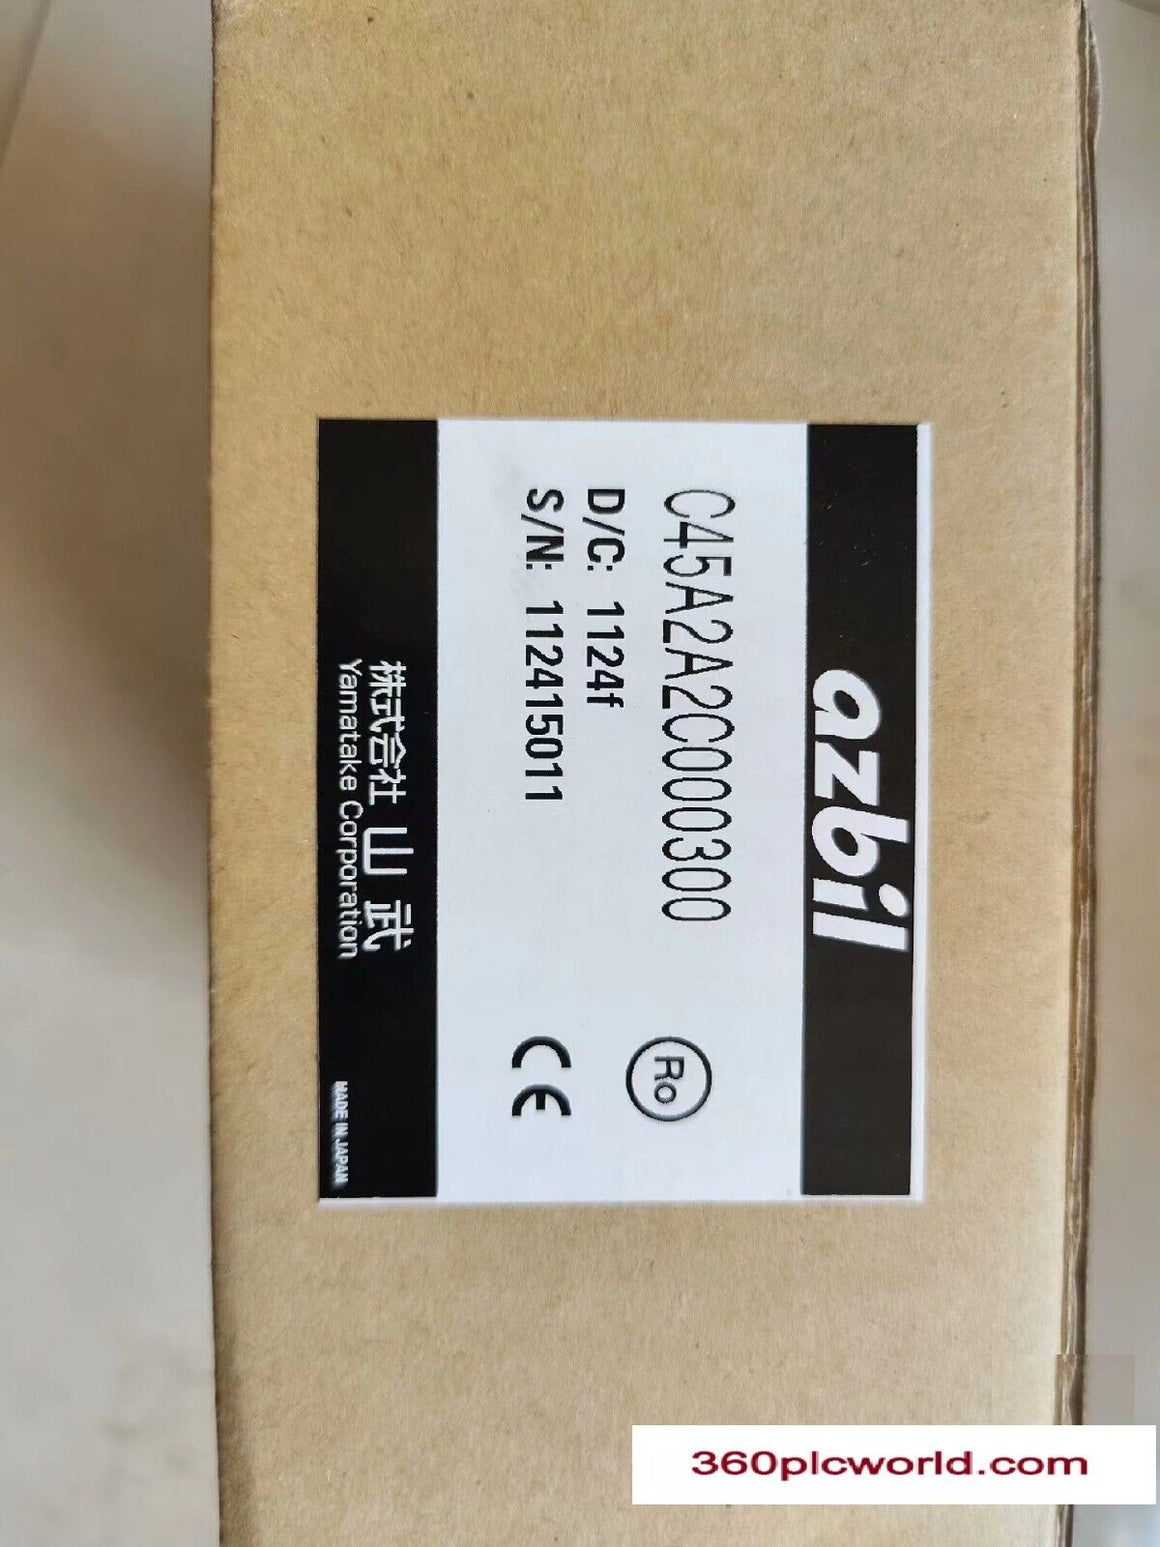 azbil
C45A2A2C000300
D/C: 1124f
S/N: 112415011
Ro
CE
株式会社 山武
Yamatake Corporation
MADE IN JAPAN
360plcworld.com